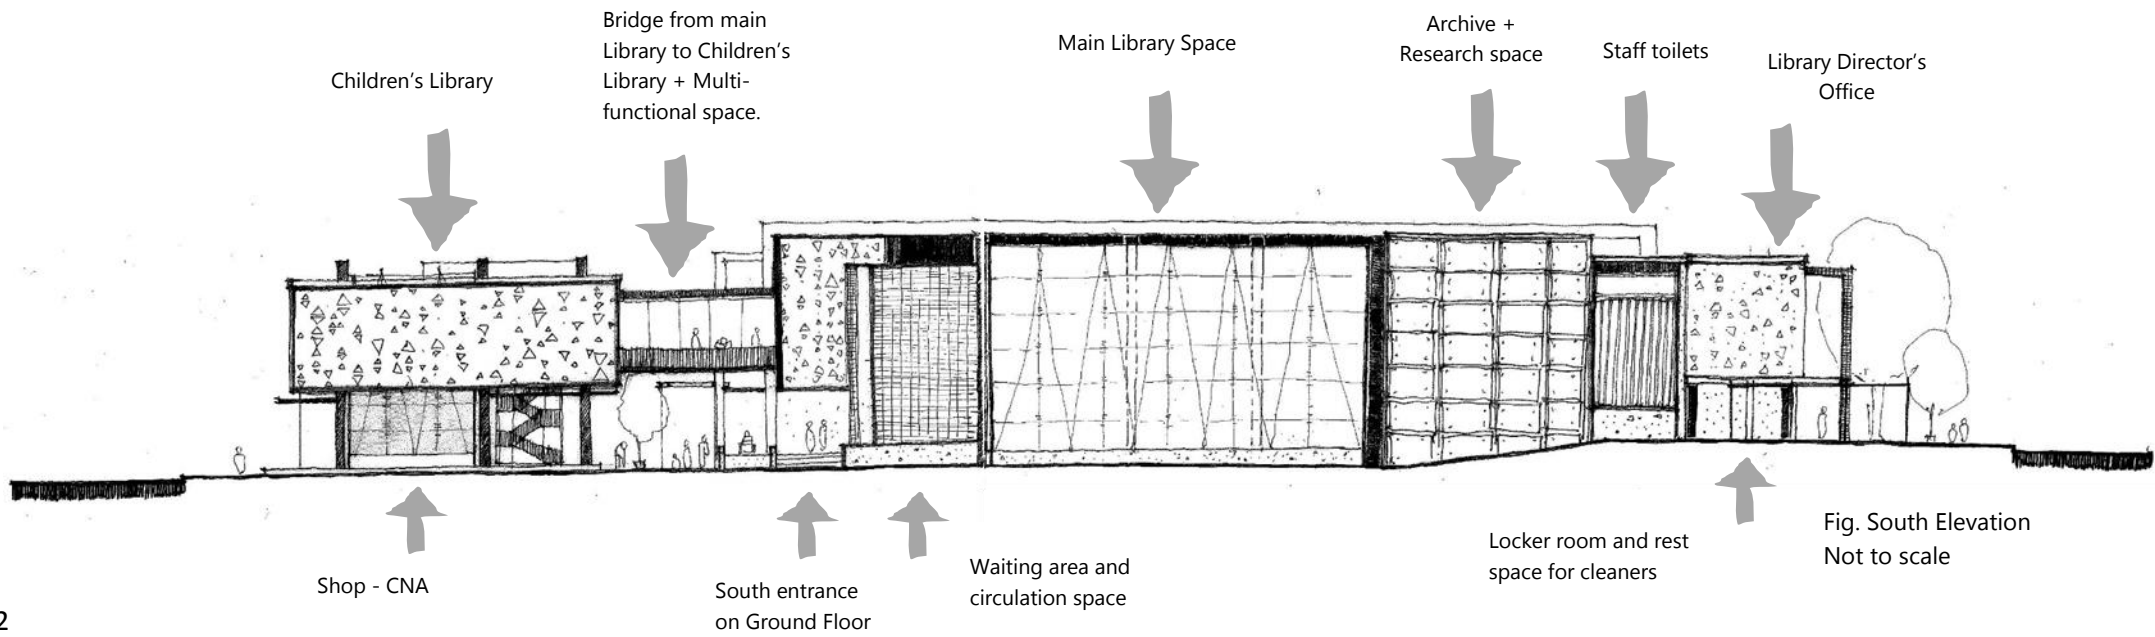 Children’s Library
Bridge from main
Library to Children’s
Library + Multi-
functional space.
Main Library Space
Archive +
Research space
Staff toilets
Library Director’s
Office
Shop - CNA
South entrance
on Ground Floor
Waiting area and
circulation space
Locker room and rest
space for cleaners
Fig. South Elevation
Not to scale
2